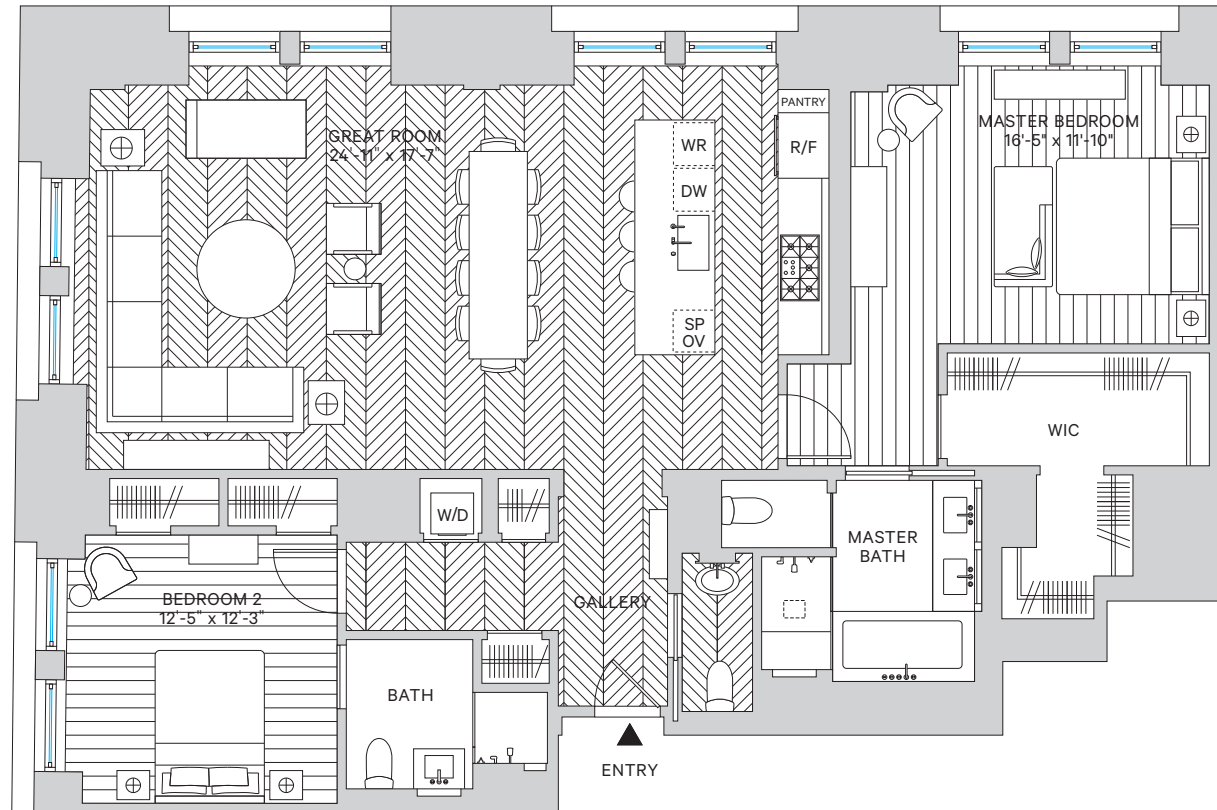 PANTRY
GREAT ROOM
24'-11" x 17'-7"
MASTER BEDROOM
16'-5" x 11'-10"
WR
R/F
DW
SP
OV
WIC
W/D
MASTER
BATH
BEDROOM 2
12'-5" x 12'-3"
GALLERY
BATH
ENTRY